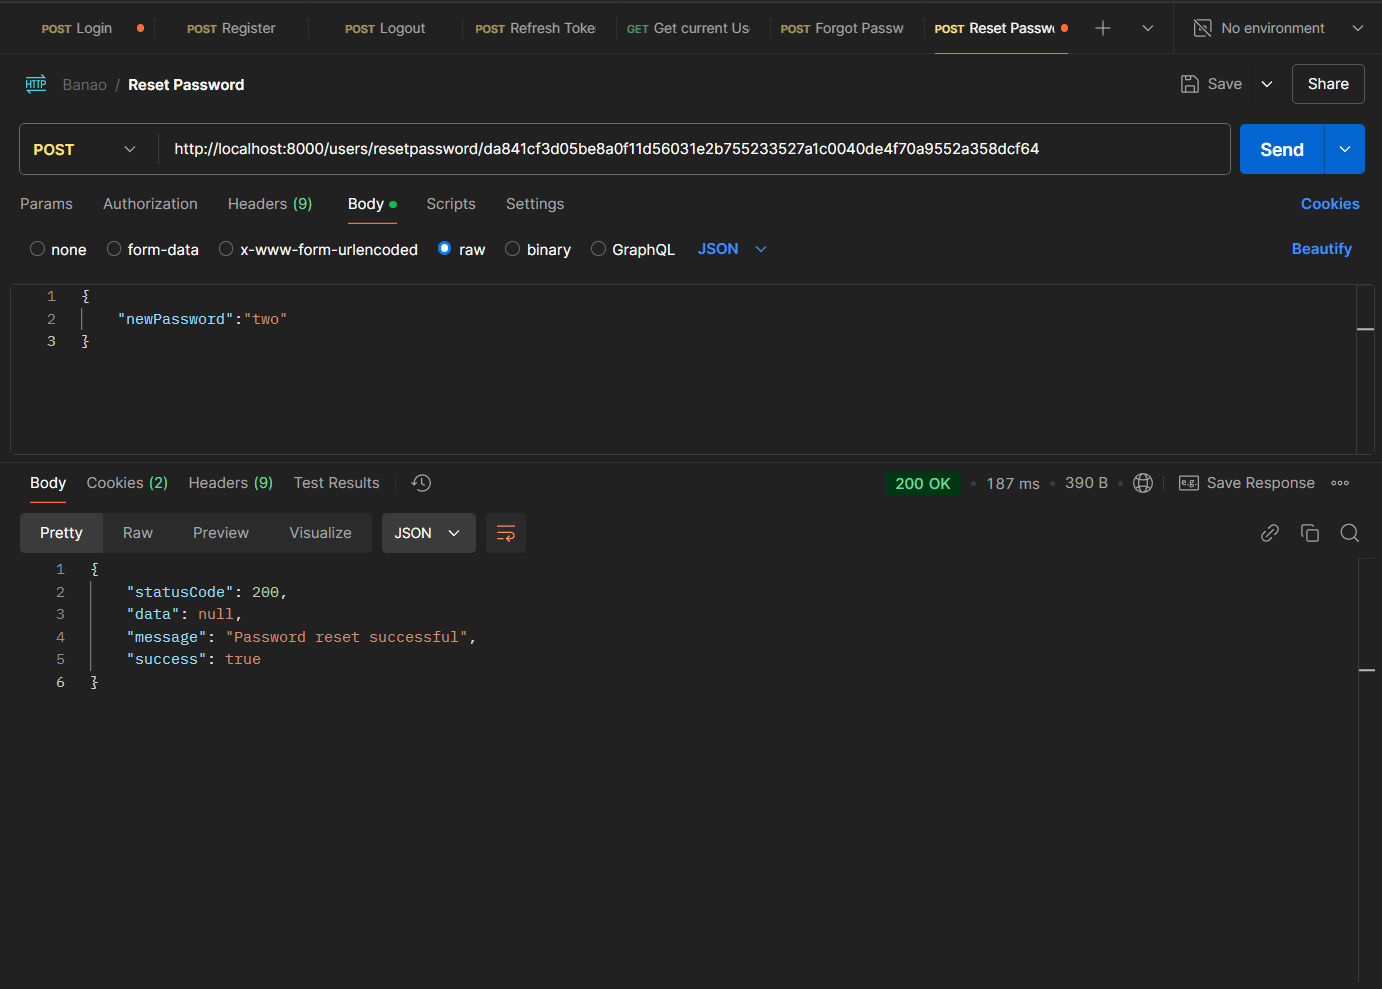 POST Login POST Register POST Logout POST Refresh Toke GET Get current Us POST Forgot Passw POST Reset Passw No environment
HTTP Banao / Reset Password Save Share
POST http://localhost:8000/users/resetpassword/da841cf3d05be8a0f11d56031e2b755233527a1c0040de4f70a9552a358dcf64 Send
Params Authorization Headers (9) Body Scripts Settings Cookies
none form-data x-www-form-urlencoded raw binary GraphQL JSON Beautify
1 {
2 "newPassword":"two"
3 }
Body Cookies (2) Headers (9) Test Results 200 OK • 187 ms • 390 B • e.g. Save Response
Pretty Raw Preview Visualize JSON
1 {
2 "statusCode": 200,
3 "data": null,
4 "message": "Password reset successful",
5 "success": true
6 }